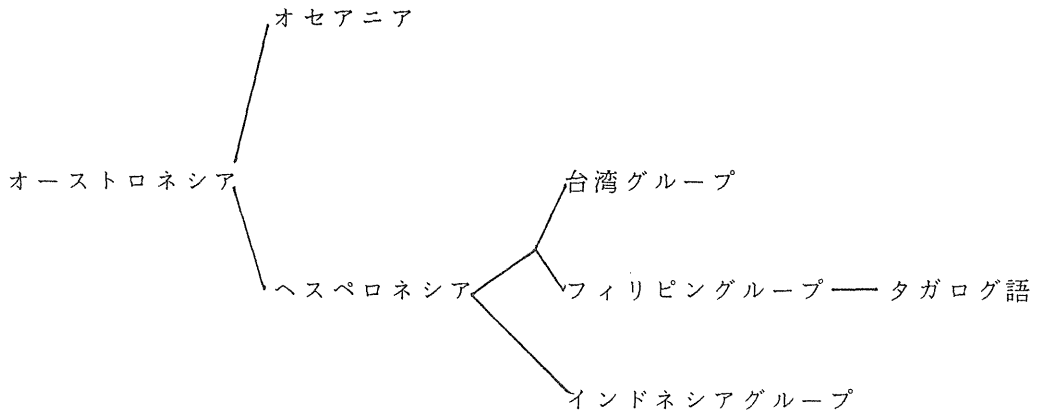 オセアニア
オーストロネシア
台湾グループ
ヘスペロネシア
フィリピングループ── タガログ語
インドネシアグループ